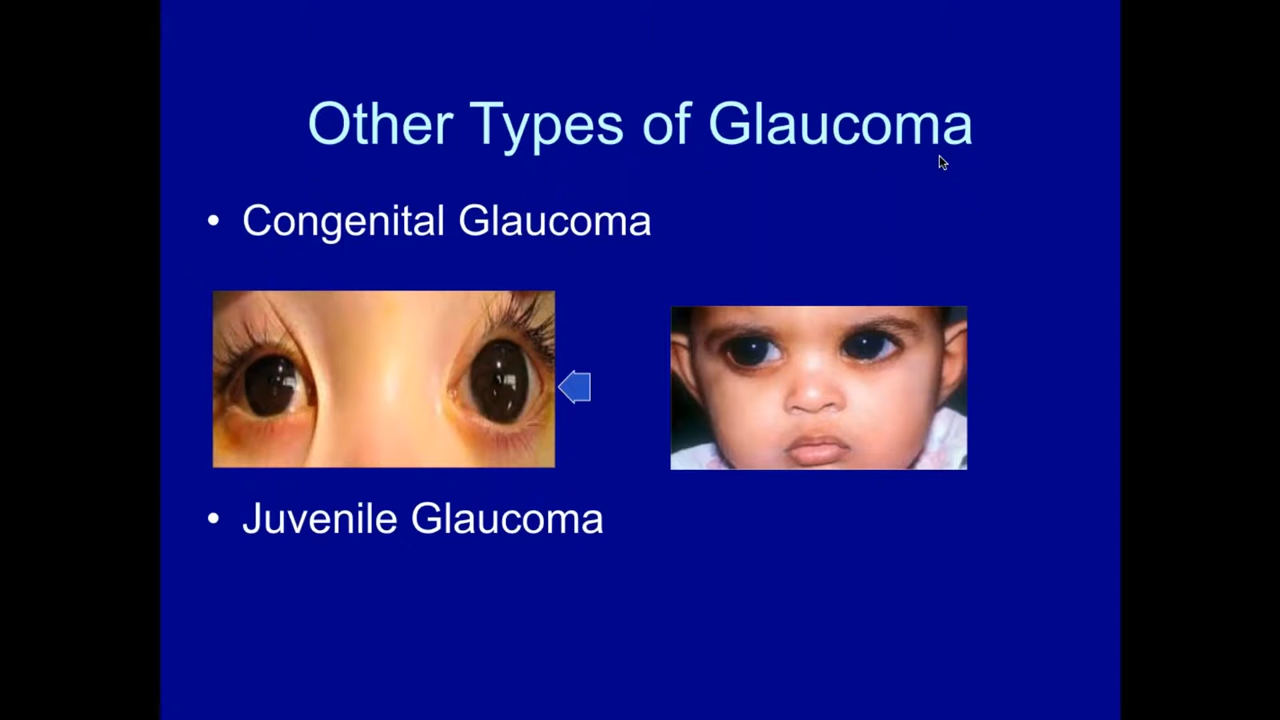 Other Types of Glaucoma
• Congenital Glaucoma
• Juvenile Glaucoma